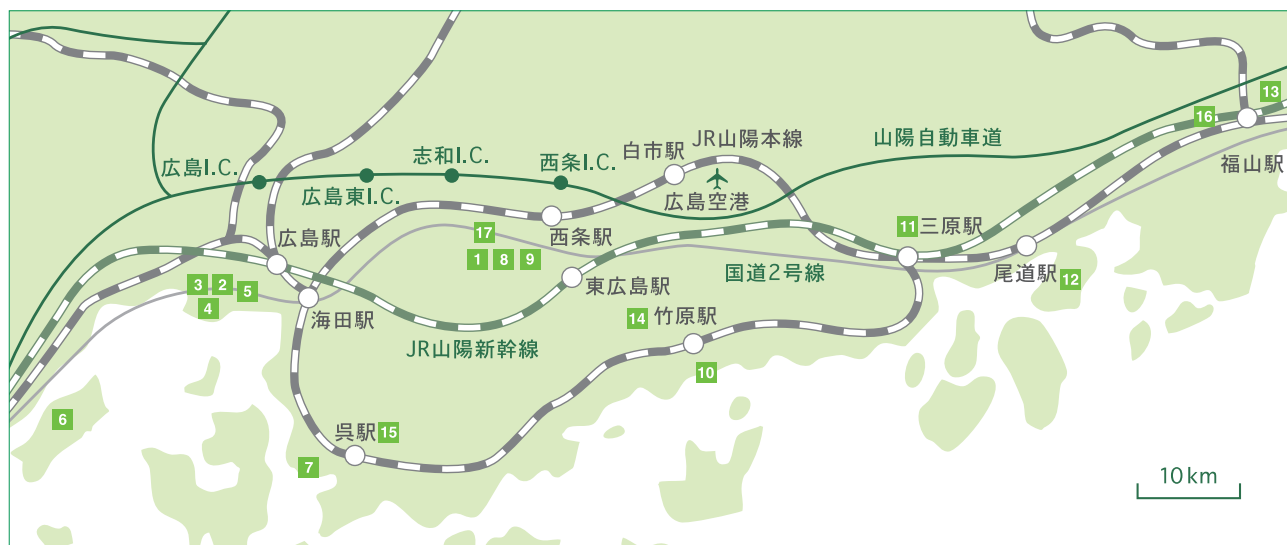 13
16
山陽自動車道
JR山陽本線
志和I.C.
白市駅
福山駅
広島I.C.
西条I.C.
広島東I.C.
広島空港
11
三原駅
17
西条駅
広島駅
尾道駅
12
1 8 9
国道2号線
東広島駅
3 2 5
4
海田駅
14
竹原駅
JR山陽新幹線
10
6
呉駅
15
7
10km